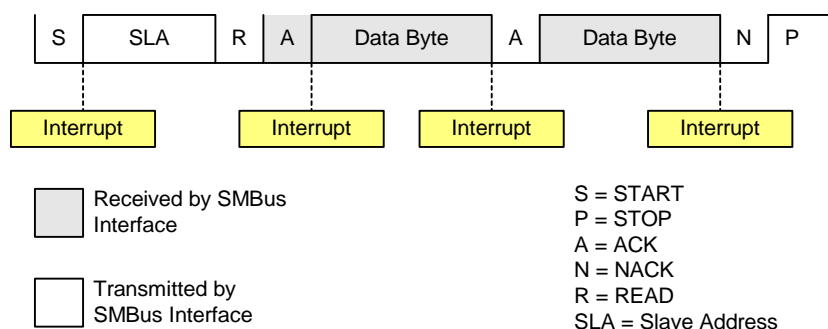 S SLA R A Data Byte A Data Byte N P
Interrupt Interrupt Interrupt Interrupt
Received by SMBus
Interface
Transmitted by
SMBus Interface
S = START
P = STOP
A = ACK
N = NACK
R = READ
SLA = Slave Address